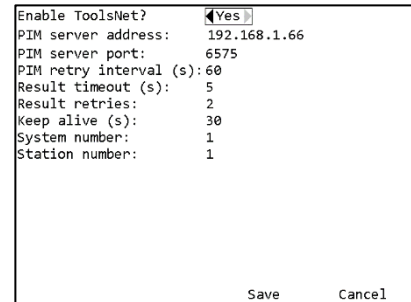 Enable ToolsNet? Yes
PIM server address: 192.168.1.66
PIM server port: 6575
PIM retry interval (s): 60
Result timeout (s): 5
Result retries: 2
Keep alive (s): 30
System number: 1
Station number: 1
Save Cancel